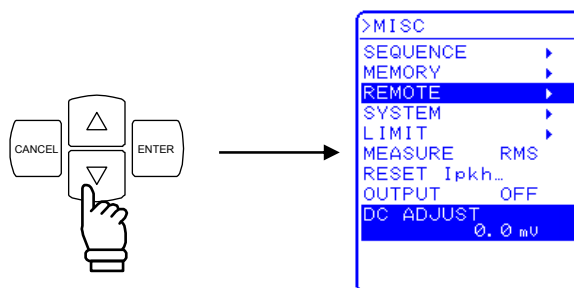 CANCEL
ENTER
>MISC
SEQUENCE
MEMORY
REMOTE
SYSTEM
LIMIT
MEASURE RMS
RESET Ipkh…
OUTPUT OFF
DC ADJUST
0.0 mV